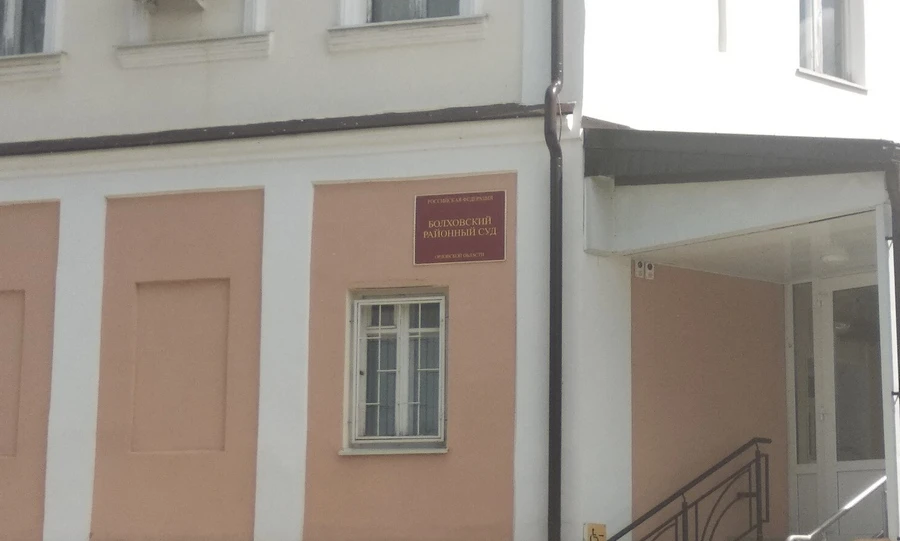 РОССИЙСКАЯ ФЕДЕРАЦИЯ
БОЛХОВСКИЙ
РАЙОННЫЙ СУД
ОРЛОВСКОЙ ОБЛАСТИ